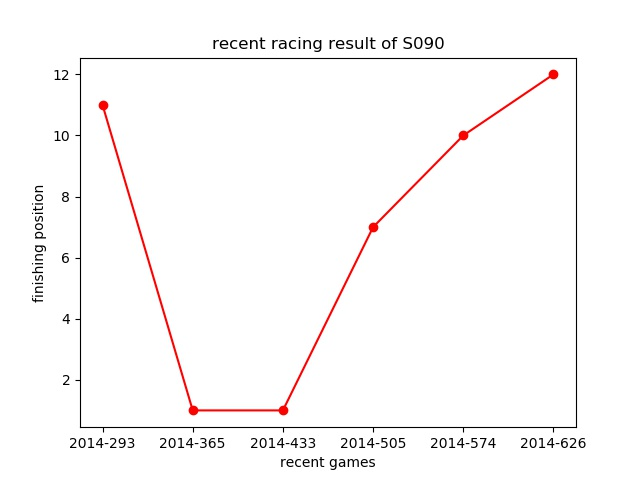 recent racing result of S090
finishing position
12
10
8
6
4
2
2014-293 2014-365 2014-433 2014-505 2014-574 2014-626
recent games